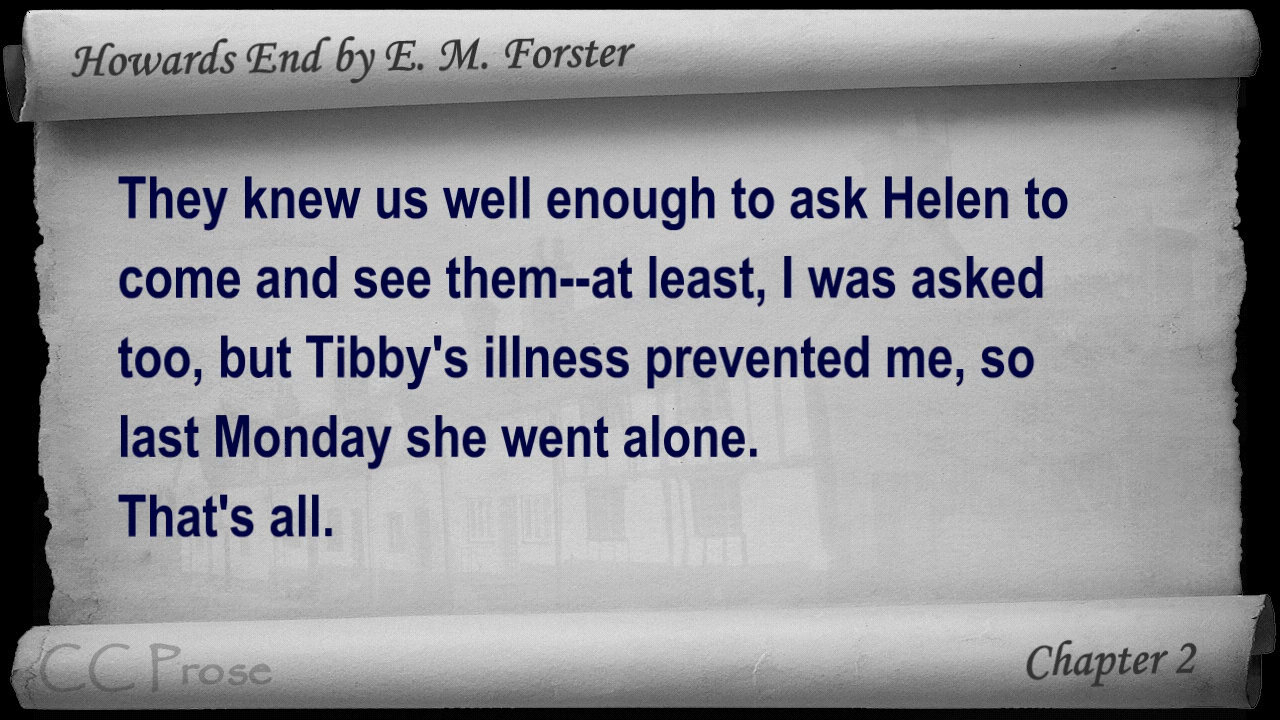 Howards End by E. M. Forster
They knew us well enough to ask Helen to
come and see them--at least, I was asked
too, but Tibby's illness prevented me, so
last Monday she went alone.
That's all.
CC Prose
Chapter 2